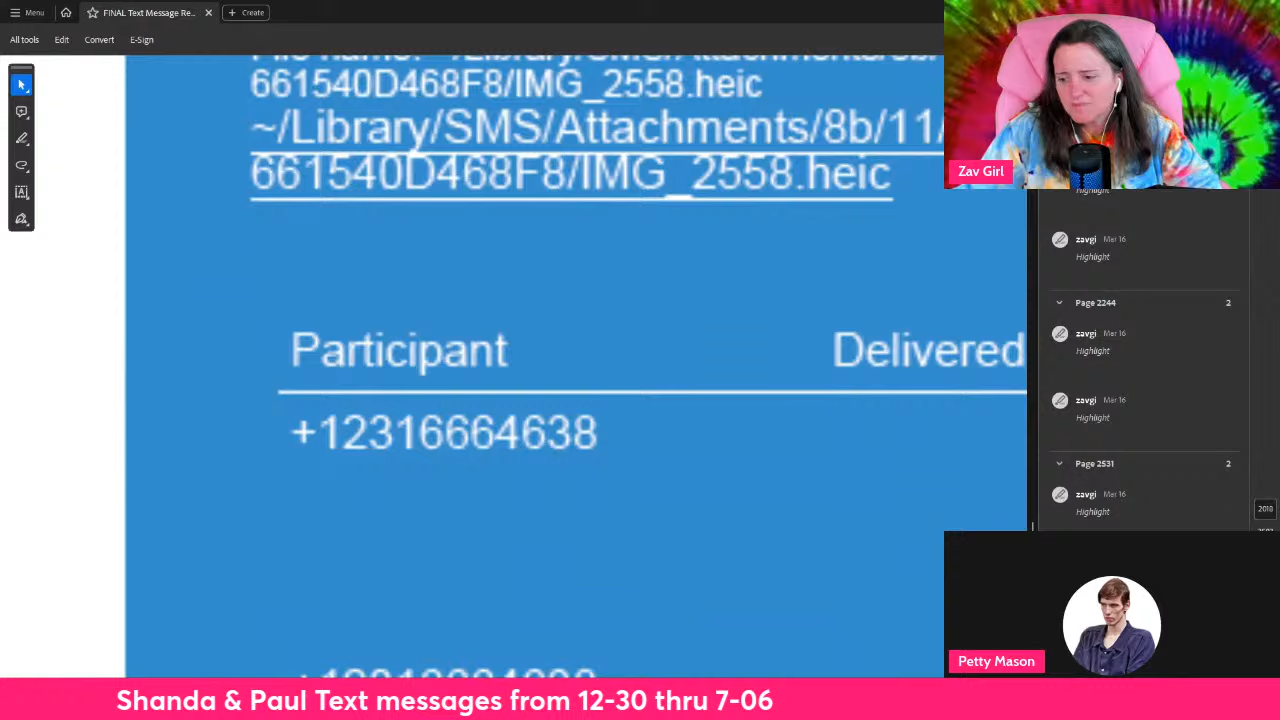 Menu
FINAL Text Message Re...
Create
All tools
Edit
Convert
E-Sign
661540D468F8/IMG_2558.heic
~/Library/SMS/Attachments/8b/11/
661540D468F8/IMG_2558.heic
Participant Delivered
+12316664638
Zav Girl
Highlight
zavgi Mar 16
Highlight
Page 2244 2
zavgi Mar 16
Highlight
zavgi Mar 16
Highlight
Page 2531 2
zavgi Mar 16
Highlight
2018
Petty Mason
Shanda & Paul Text messages from 12-30 thru 7-06